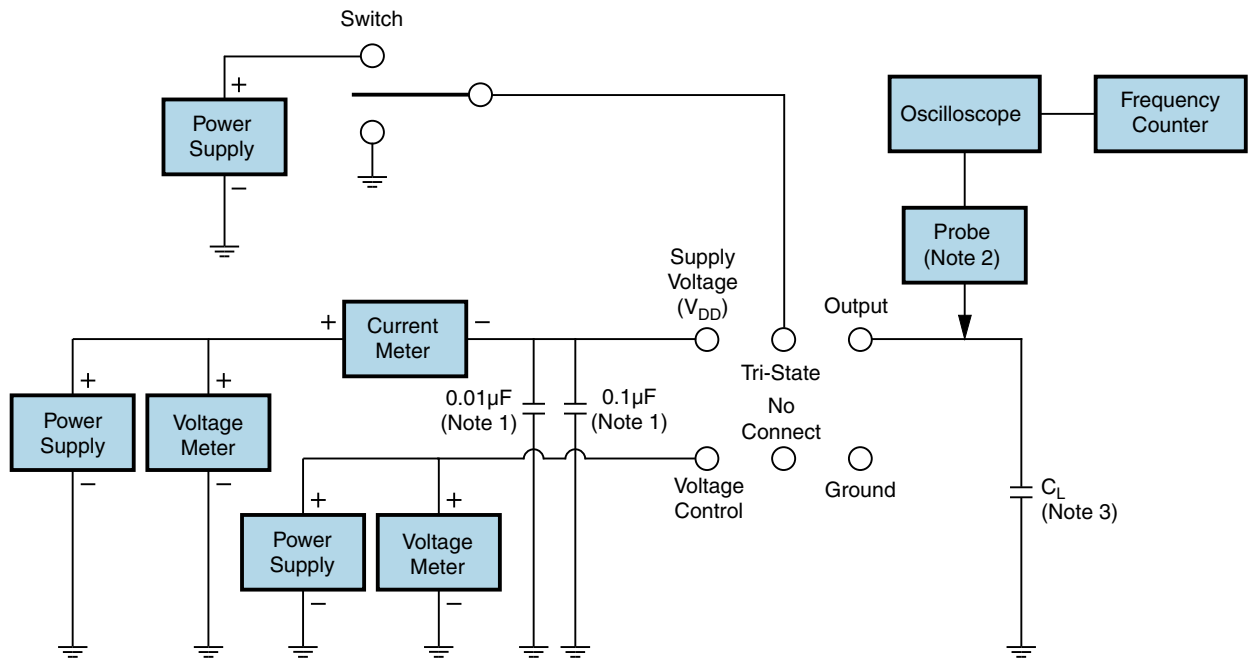 Switch
+
Power
Supply
−
Oscilloscope
Frequency
Counter
Probe
(Note 2)
Supply
Voltage
(VDD)
Output
Tri-State
No
Connect
+
Current
Meter
−
0.01µF
(Note 1)
0.1µF
(Note 1)
+
Power
Supply
−
+
Voltage
Meter
−
Voltage
Control
Ground
+
Power
Supply
−
+
Voltage
Meter
−
CL
(Note 3)